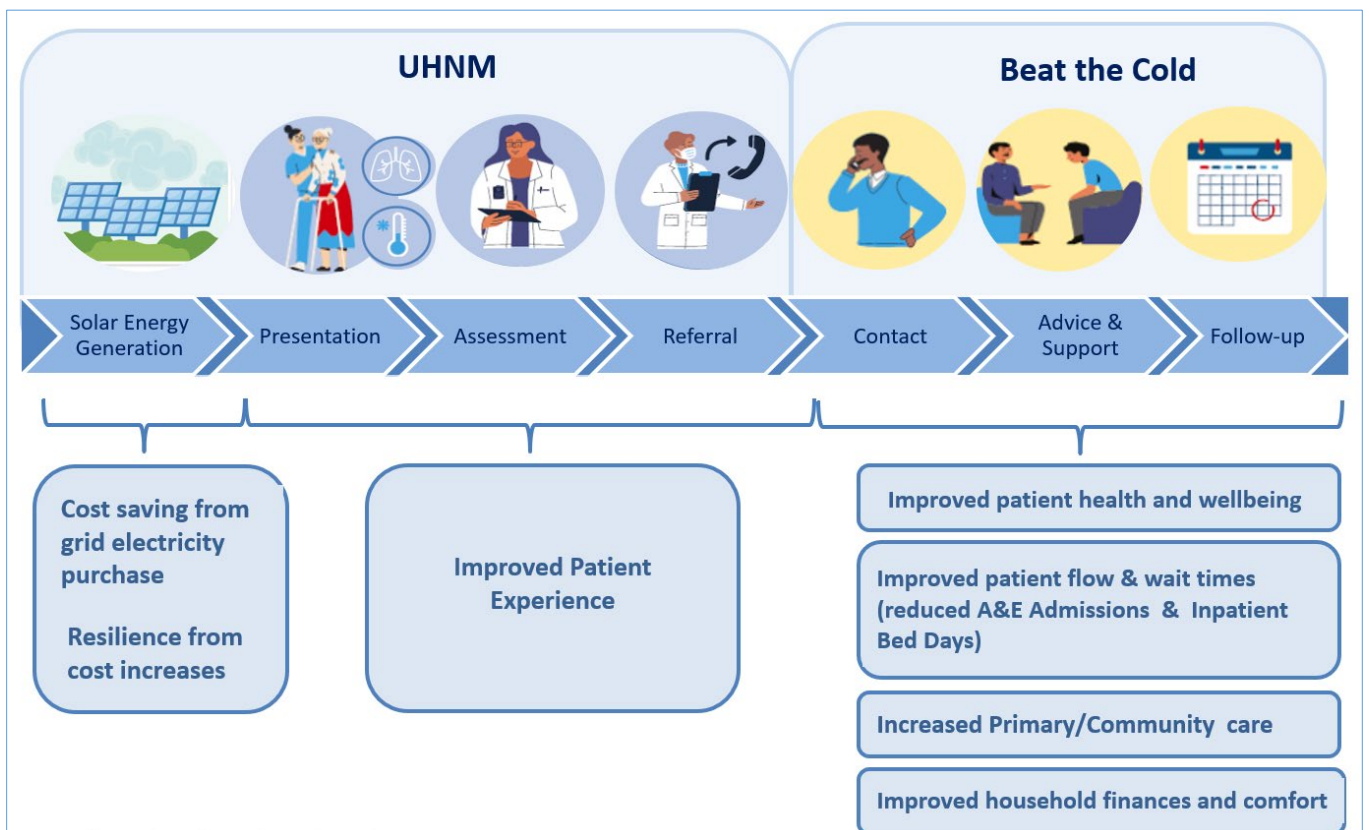 UHNM
Beat the Cold
Solar Energy
Generation
Presentation
Assessment
Referral
Contact
Advice &
Support
Follow-up
Cost saving from
grid electricity
purchase
Resilience from
cost increases
Improved Patient
Experience
Improved patient health and wellbeing
Improved patient flow & wait times
(reduced A&E Admissions & Inpatient
Bed Days)
Increased Primary/Community care
Improved household finances and comfort